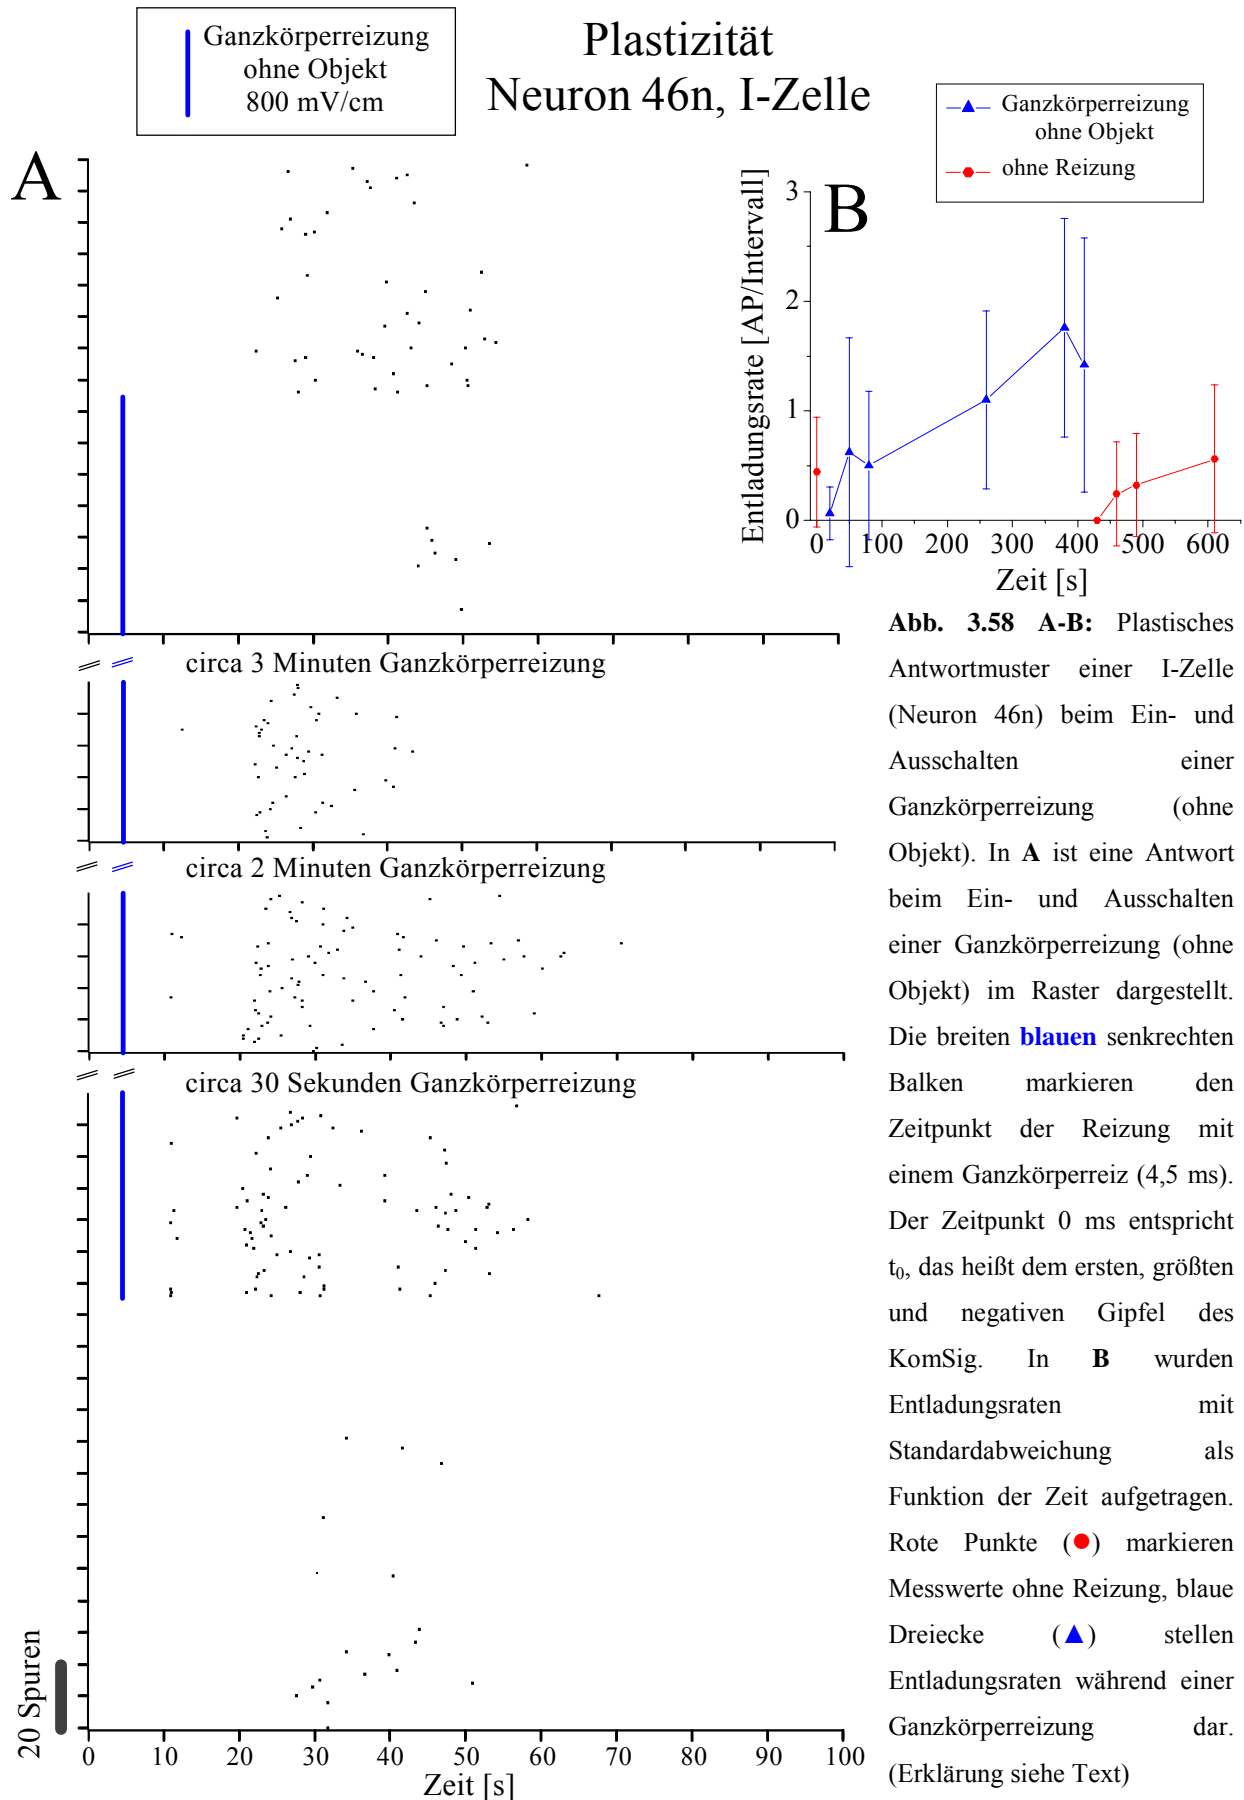 Ganzkörperreizung
ohne Objekt
800 mV/cm
Plastizität
Neuron 46n, I-Zelle
Ganzkörperreizung
ohne Objekt
ohne Reizung
A
B
Entladungsrate [AP/Intervall]
3
2
1
0
0 100 200 300 400 500 600
Zeit [s]
circa 3 Minuten Ganzkörperreizung
circa 2 Minuten Ganzkörperreizung
circa 30 Sekunden Ganzkörperreizung
20 Spuren
0 10 20 30 40 50 60 70 80 90 100
Zeit [s]
Abb. 3.58 A-B: Plastisches
Antwortmuster einer I-Zelle
(Neuron 46n) beim Ein- und
Ausschalten einer
Ganzkörperreizung (ohne
Objekt). In A ist eine Antwort
beim Ein- und Ausschalten
einer Ganzkörperreizung (ohne
Objekt) im Raster dargestellt.
Die breiten blauen senkrechten
Balken markieren den
Zeitpunkt der Reizung mit
einem Ganzkörperreiz (4,5 ms).
Der Zeitpunkt 0 ms entspricht
t0, das heißt dem ersten, größten
und negativen Gipfel des
KomSig. In B wurden
Entladungsraten mit
Standardabweichung als
Funktion der Zeit aufgetragen.
Rote Punkte (●) markieren
Messwerte ohne Reizung, blaue
Dreiecke (▲) stellen
Entladungsraten während einer
Ganzkörperreizung dar.
(Erklärung siehe Text)